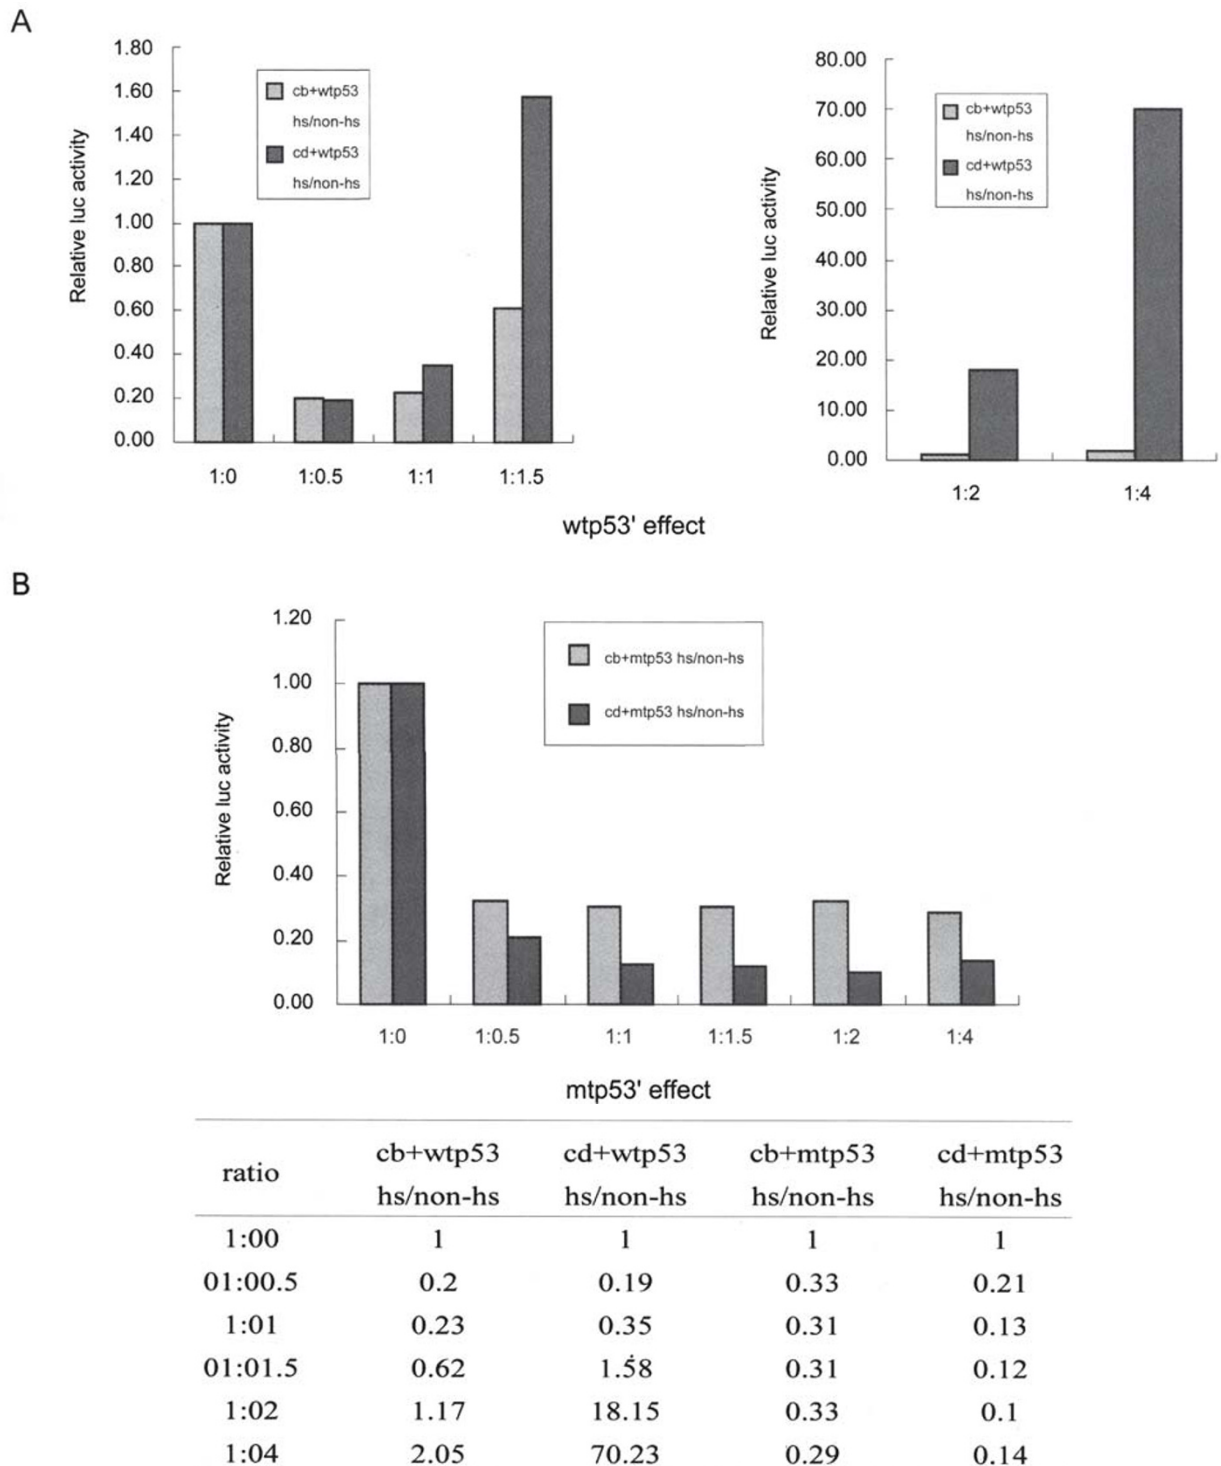 A
1.80
1.60
1.40
1.20
1.00
0.80
0.60
0.40
0.20
0.00
Relative luc activity
cb+wtp53
hs/non-hs
cd+wtp53
hs/non-hs
1:0 1:0.5 1:1 1:1.5
80.00
70.00
60.00
50.00
40.00
30.00
20.00
10.00
0.00
Relative luc activity
cb+wtp53
hs/non-hs
cd+wtp53
hs/non-hs
1:2 1:4
wtp53' effect
B
1.20
1.00
0.80
0.60
0.40
0.20
0.00
Relative luc activity
cb+mtp53 hs/non-hs
cd+mtp53 hs/non-hs
1:0 1:0.5 1:1 1:1.5 1:2 1:4
mtp53' effect
ratio
cb+wtp53 cd+wtp53 cb+mtp53 cd+mtp53
hs/non-hs hs/non-hs hs/non-hs hs/non-hs
1:00 1 1 1 1
01:00.5 0.2 0.19 0.33 0.21
1:01 0.23 0.35 0.31 0.13
01:01.5 0.62 1.58 0.31 0.12
1:02 1.17 18.15 0.33 0.1
1:04 2.05 70.23 0.29 0.14